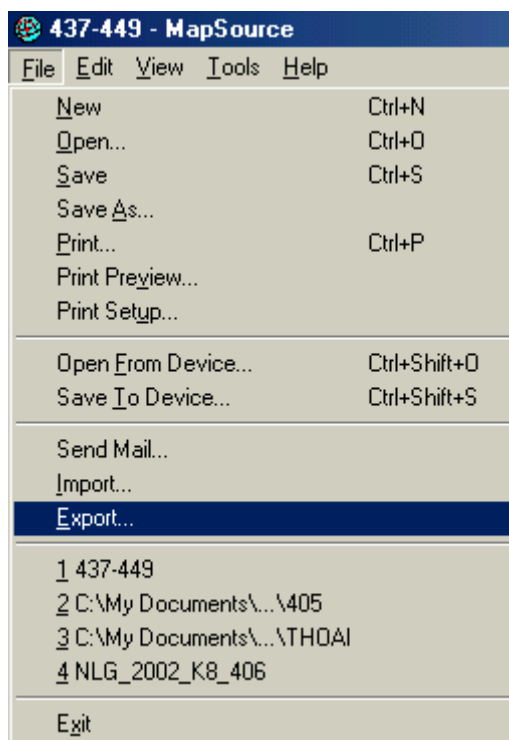 437-449 - MapSource
File Edit View Tools Help
New Ctrl+N
Open... Ctrl+O
Save Ctrl+S
Save As...
Print... Ctrl+P
Print Preview...
Print Setup...
Open From Device... Ctrl+Shift+O
Save To Device... Ctrl+Shift+S
Send Mail...
Import...
Export...
1 437-449
2 C:\My Documents\...\405
3 C:\My Documents\...\THOAI
4 NLG_2002_K8_406
Exit